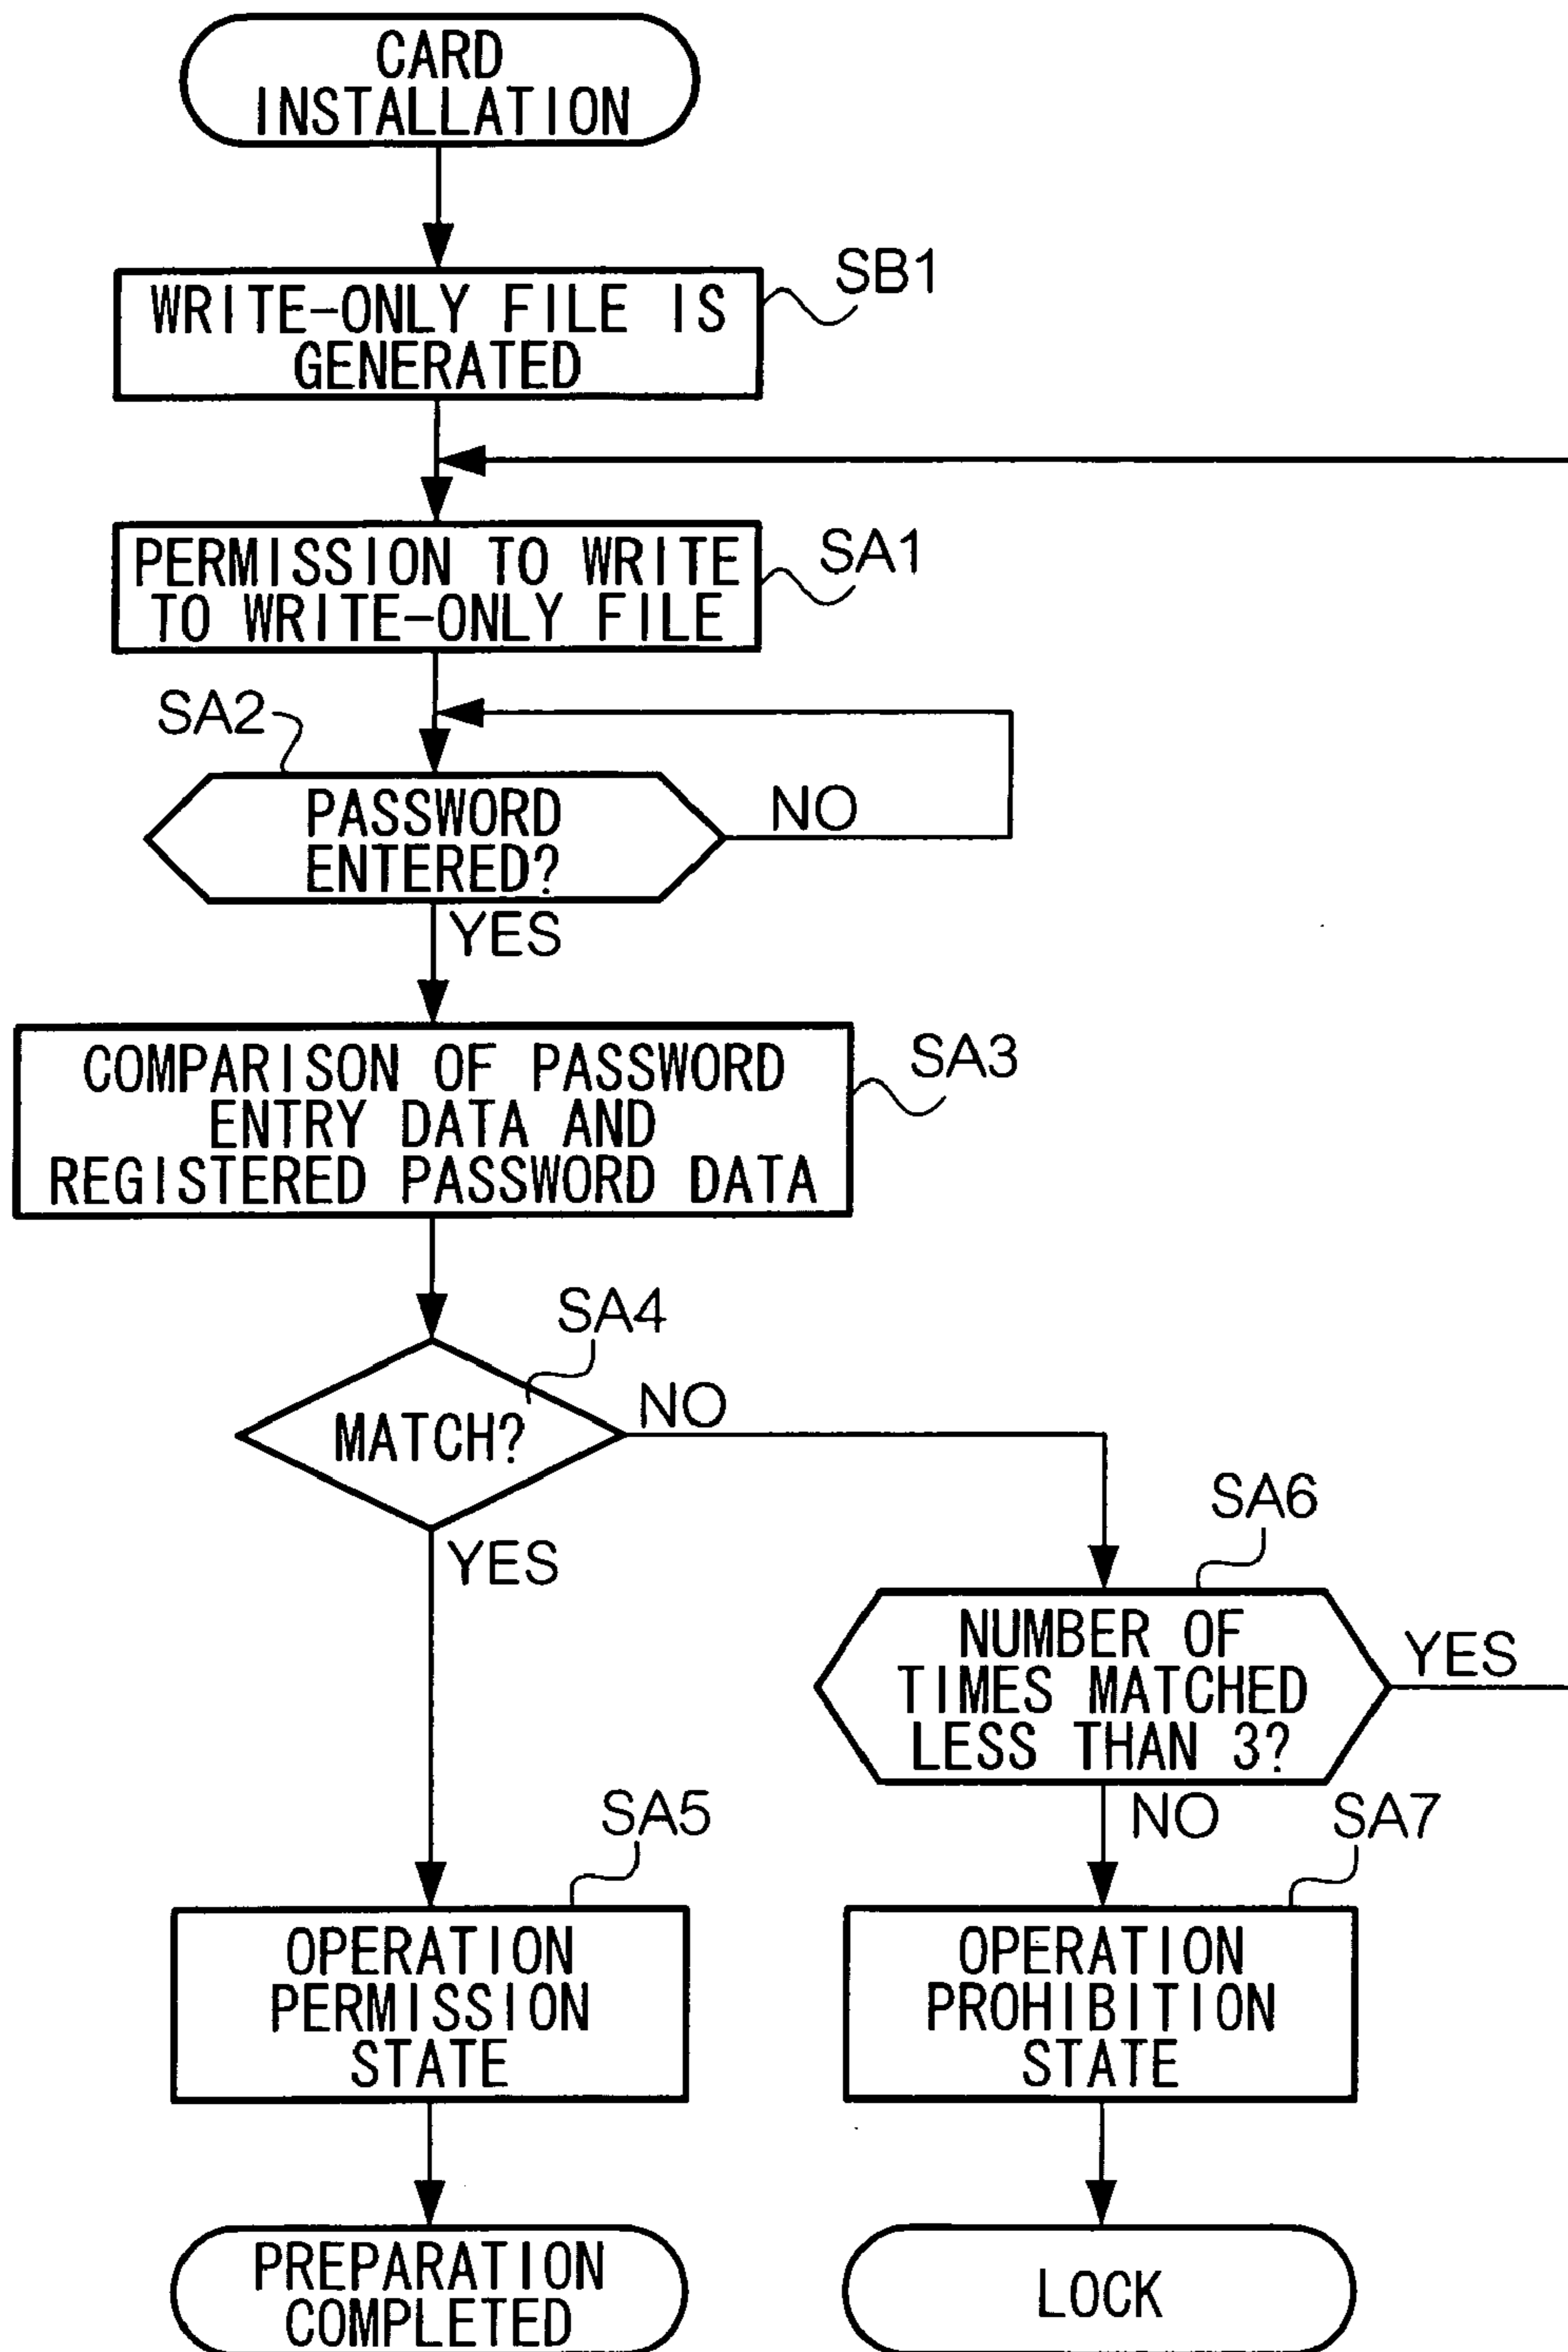 CARD
INSTALLATION
SB1
WRITE-ONLY FILE IS
GENERATED
SA1
PERMISSION TO WRITE
TO WRITE-ONLY FILE
SA2
PASSWORD
ENTERED?
NO
YES
SA3
COMPARISON OF PASSWORD
ENTRY DATA AND
REGISTERED PASSWORD DATA
SA4
MATCH?
NO
YES
SA6
NUMBER OF
TIMES MATCHED
LESS THAN 3?
YES
NO
SA5
OPERATION
PERMISSION
STATE
SA7
OPERATION
PROHIBITION
STATE
PREPARATION
COMPLETED
LOCK